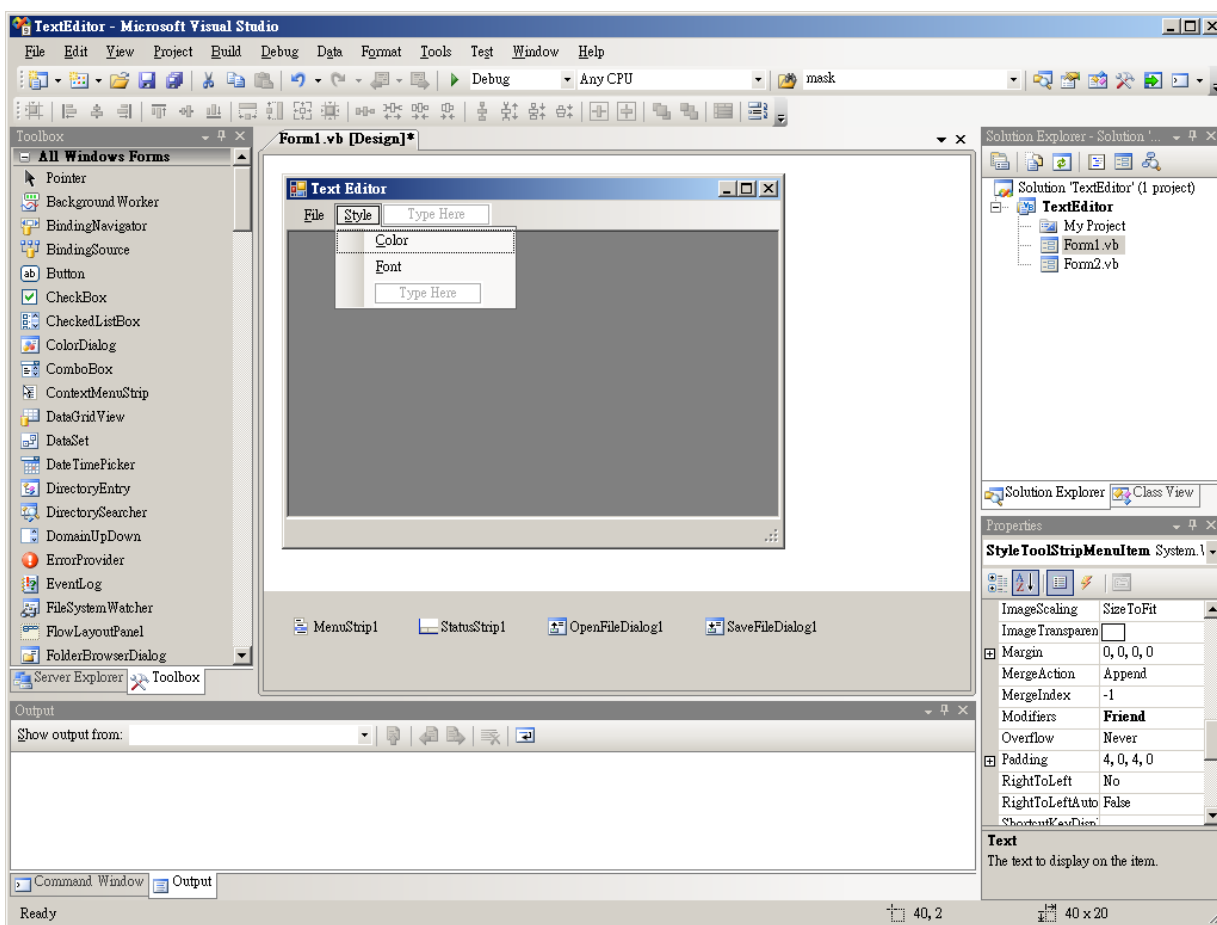 TextEditor - Microsoft Visual Studio
File Edit View Project Build Debug Data Format Tools Test Window Help
Debug Any CPU mask
Toolbox
All Windows Forms
Pointer
BackgroundWorker
BindingNavigator
BindingSource
Button
CheckBox
CheckedListBox
ColorDialog
ComboBox
ContextMenuStrip
DataGridView
DataSet
DateTimePicker
DirectoryEntry
DirectorySearcher
DomainUpDown
ErrorProvider
EventLog
FileSystemWatcher
FlowLayoutPanel
FolderBrowserDialog
Server Explorer Toolbox
Form1.vb [Design]*
Text Editor
File Style Type Here
Color
Font
Type Here
MenuStrip1 StatusStrip1 OpenFileDialog1 SaveFileDialog1
Solution Explorer - Solution '...
Solution 'TextEditor' (1 project)
TextEditor
My Project
Form1.vb
Form2.vb
Solution Explorer Class View
Properties
StyleToolStripMenuItem System.
ImageScaling SizeToFit
ImageTransparen
Margin 0, 0, 0, 0
MergeAction Append
MergeIndex -1
Modifiers Friend
Overflow Never
Padding 4, 0, 4, 0
RightToLeft No
RightToLeftAuto False
ShortcutKeyDisp
Text
The text to display on the item.
Output
Show output from:
Command Window Output
Ready 40, 2 40 x 20